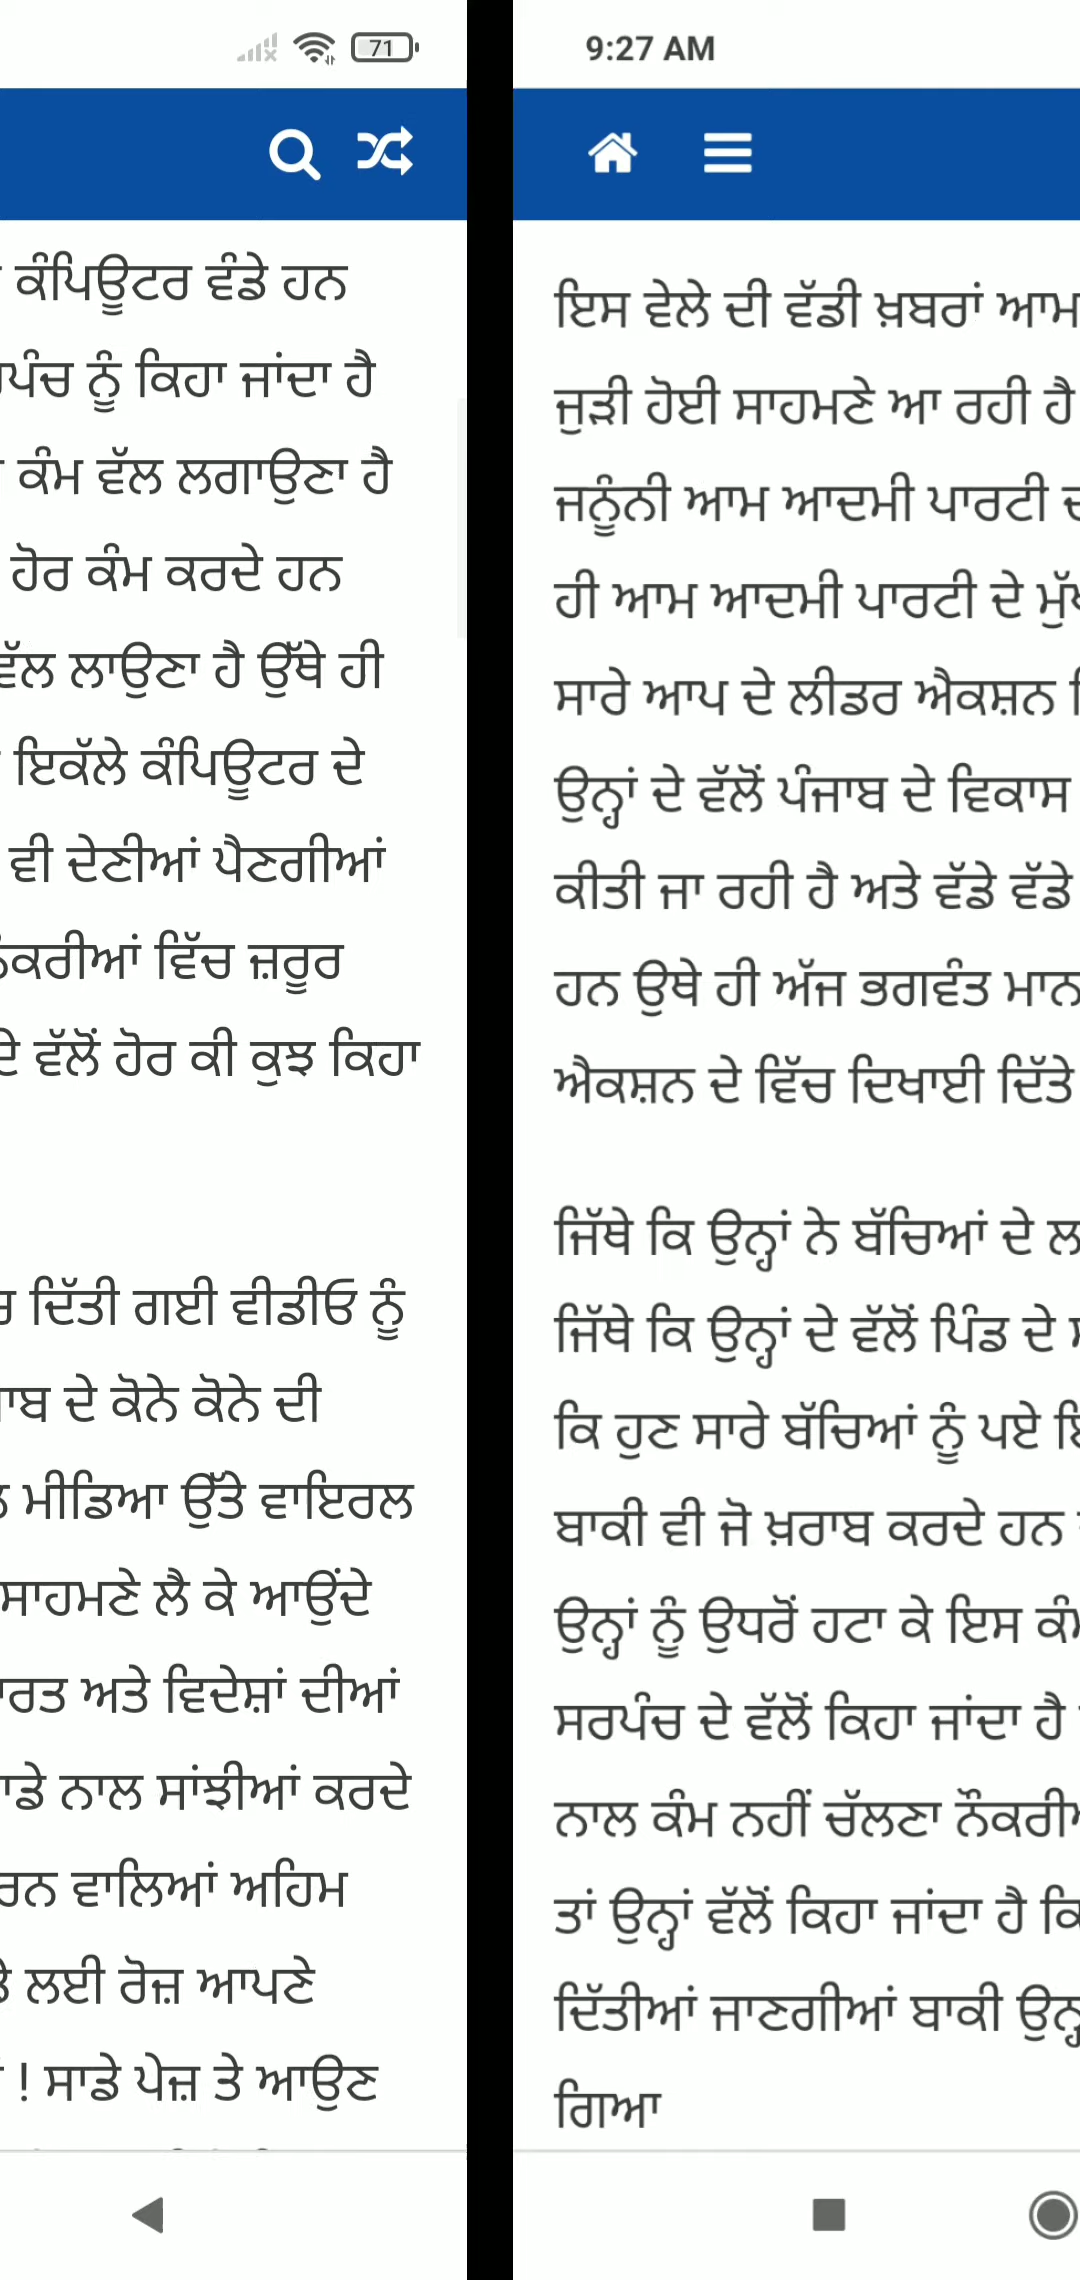 71
ਕੰਪਿਊਟਰ ਵੰਡੇ ਹਨ
ਨੂੰ ਕਿਹਾ ਜਾਂਦਾ ਹੈ
ਕੰਮ ਵੱਲ ਲਗਾਉਣਾ ਹੈ
ਹੋਰ ਕੰਮ ਕਰਦੇ ਹਨ
ਲਾਉਣਾ ਹੈ ਉੱਥੇ ਹੀ
ਇਕੱਲੇ ਕੰਪਿਊਟਰ ਦੇ
ਵੀ ਦੇਣੀਆਂ ਪੈਣਗੀਆਂ
ਵਿੱਚ ਜ਼ਰੂਰ
ਵੱਲੋਂ ਹੋਰ ਕੀ ਕੁਝ ਕਿਹਾ
ਦਿੱਤੀ ਗਈ ਵੀਡੀਓ ਨੂੰ
ਦੇ ਕੋਨੇ ਕੋਨੇ ਦੀ
ਮੀਡਿਆ ਉੱਤੇ ਵਾਇਰਲ
ਸਾਹਮਣੇ ਲੈ ਕੇ ਆਉਂਦੇ
ਅਤੇ ਵਿਦੇਸ਼ਾਂ ਦੀਆਂ
ਨਾਲ ਸਾਂਝੀਆਂ ਕਰਦੇ
ਵਾਲਿਆਂ ਅਹਿਮ
ਲਈ ਰੋਜ਼ ਆਪਣੇ
! ਸਾਡੇ ਪੇਜ਼ ਤੇ ਆਉਣ
9:27 AM
ਇਸ ਵੇਲੇ ਦੀ ਵੱਡੀ ਖ਼ਬਰਾਂ ਆਮ
ਜੁੜੀ ਹੋਈ ਸਾਹਮਣੇ ਆ ਰਹੀ ਹੈ
ਜਨੂੰਨੀ ਆਮ ਆਦਮੀ ਪਾਰਟੀ
ਹੀ ਆਮ ਆਦਮੀ ਪਾਰਟੀ ਦੇ
ਸਾਰੇ ਆਪ ਦੇ ਲੀਡਰ ਐਕਸ਼ਨ
ਉਨ੍ਹਾਂ ਦੇ ਵੱਲੋਂ ਪੰਜਾਬ ਦੇ ਵਿਕਾਸ
ਕੀਤੀ ਜਾ ਰਹੀ ਹੈ ਅਤੇ ਵੱਡੇ ਵੱਡੇ
ਹਨ ਉਥੇ ਹੀ ਅੱਜ ਭਗਵੰਤ ਮਾਨ
ਐਕਸ਼ਨ ਦੇ ਵਿੱਚ ਦਿਖਾਈ ਦਿੱਤੇ
ਜਿੱਥੇ ਕਿ ਉਨ੍ਹਾਂ ਨੇ ਬੱਚਿਆਂ ਦੇ
ਜਿੱਥੇ ਕਿ ਉਨ੍ਹਾਂ ਦੇ ਵੱਲੋਂ ਪਿੰਡ ਦੇ
ਕਿ ਹੁਣ ਸਾਰੇ ਬੱਚਿਆਂ ਨੂੰ ਪਏ
ਬਾਕੀ ਵੀ ਜੋ ਖ਼ਰਾਬ ਕਰਦੇ ਹਨ
ਉਨ੍ਹਾਂ ਨੂੰ ਉਧਰੋਂ ਹਟਾ ਕੇ ਇਸ
ਸਰਪੰਚ ਦੇ ਵੱਲੋਂ ਕਿਹਾ ਜਾਂਦਾ ਹੈ
ਨਾਲ ਕੰਮ ਨਹੀਂ ਚੱਲਣਾ
ਤਾਂ ਉਨ੍ਹਾਂ ਵੱਲੋਂ ਕਿਹਾ ਜਾਂਦਾ ਹੈ ਕਿ
ਦਿੱਤੀਆਂ ਜਾਣਗੀਆਂ ਬਾਕੀ
ਗਿਆ